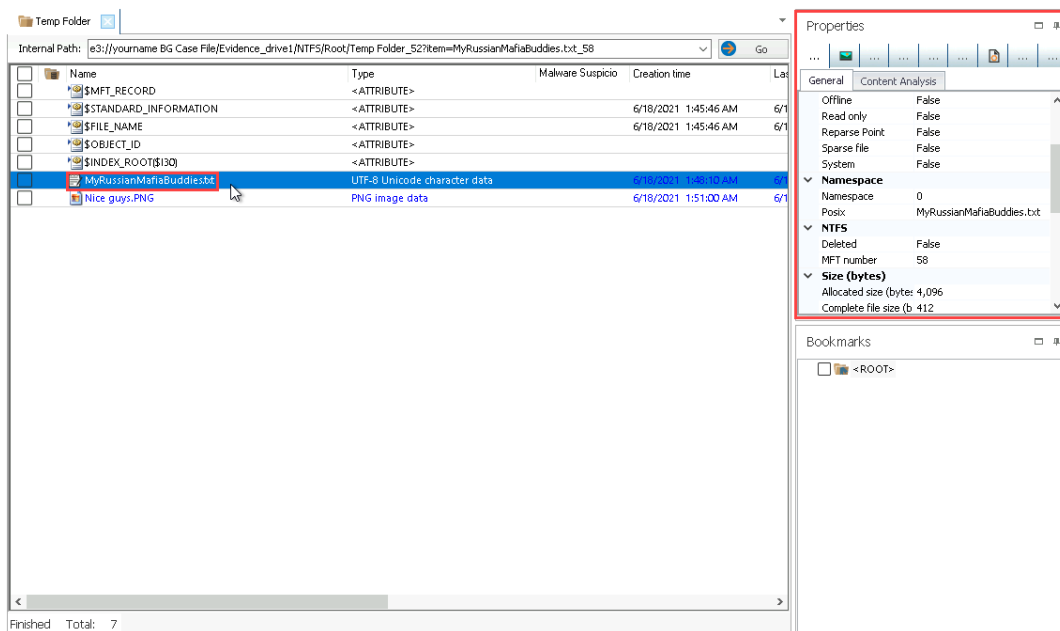 Temp Folder
Internal Path: e3://yourname BG Case File/Evidence_drive1/NTFS/Root/Temp Folder_52?item=MyRussianMafiaBuddies.txt_58 Go
Name Type Malware Suspicio Creation time Las
$MFT_RECORD <ATTRIBUTE>
$STANDARD_INFORMATION <ATTRIBUTE> 6/18/2021 1:45:46 AM 6/1
$FILE_NAME <ATTRIBUTE> 6/18/2021 1:45:46 AM 6/1
$OBJECT_ID <ATTRIBUTE>
$INDEX_ROOT($I30) <ATTRIBUTE>
MyRussianMafiaBuddies.txt UTF-8 Unicode character data 6/18/2021 1:48:10 AM 6/1
Nice guys.PNG PNG image data 6/18/2021 1:51:00 AM 6/1
Finished Total: 7
Properties
... ... ... ... ... ... ...
General Content Analysis
Offline False
Read only False
Reparse Point False
Sparse file False
System False
Namespace
Namespace 0
Posix MyRussianMafiaBuddies.txt
NTFS
Deleted False
MFT number 58
Size (bytes)
Allocated size (bytes 4,096
Complete file size (b 412
Bookmarks
<ROOT>